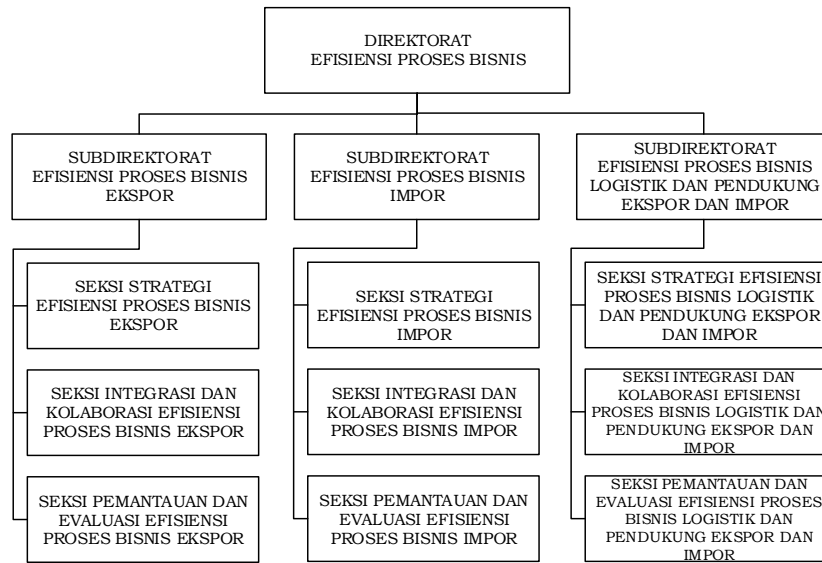 DIREKTORAT
EFISIENSI PROSES BISNIS
SUBDIREKTORAT
EFISIENSI PROSES BISNIS
EKSPOR
SUBDIREKTORAT
EFISIENSI PROSES BISNIS
IMPOR
SUBDIREKTORAT
EFISIENSI PROSES BISNIS
LOGISTIK DAN PENDUKUNG
EKSPOR DAN IMPOR
SEKSI STRATEGI
EFISIENSI PROSES BISNIS
EKSPOR
SEKSI STRATEGI
EFISIENSI PROSES BISNIS
IMPOR
SEKSI STRATEGI EFISIENSI
PROSES BISNIS LOGISTIK
DAN PENDUKUNG EKSPOR
DAN IMPOR
SEKSI INTEGRASI DAN
KOLABORASI EFISIENSI
PROSES BISNIS EKSPOR
SEKSI INTEGRASI DAN
KOLABORASI EFISIENSI
PROSES BISNIS IMPOR
SEKSI INTEGRASI DAN
KOLABORASI EFISIENSI
PROSES BISNIS LOGISTIK DAN
PENDUKUNG EKSPOR DAN
IMPOR
SEKSI PEMANTAUAN DAN
EVALUASI EFISIENSI
PROSES BISNIS EKSPOR
SEKSI PEMANTAUAN DAN
EVALUASI EFISIENSI
PROSES BISNIS IMPOR
SEKSI PEMANTAUAN DAN
EVALUASI EFISIENSI PROSES
BISNIS LOGISTIK DAN
PENDUKUNG EKSPOR DAN
IMPOR